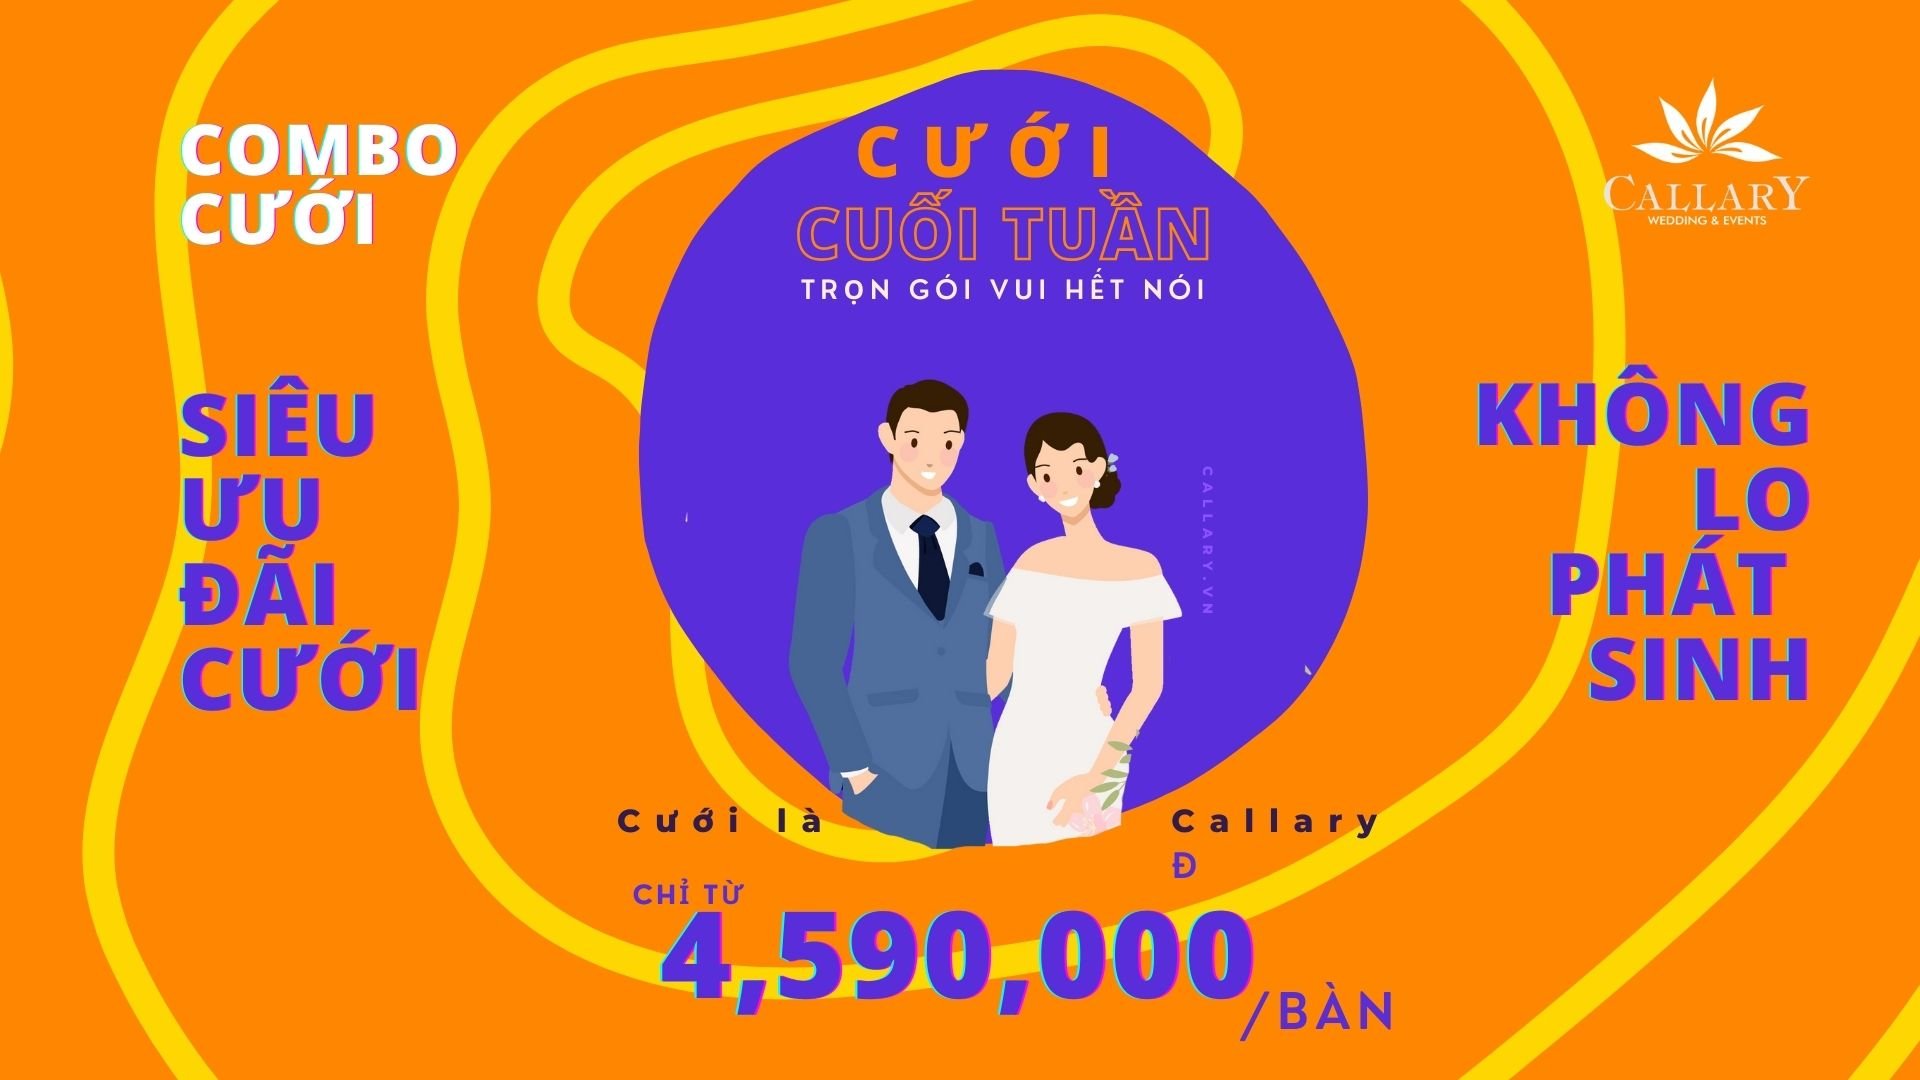 COMBO
CƯỚI
CƯỚI
CUỐI TUẦN
TRỌN GÓI VUI HẾT NÓI
CALLARY
WEDDING & EVENTS
SIÊU
ƯU
ĐÃI
CƯỚI
KHÔNG
LO
PHÁT
SINH
CALLARY.VN
Cưới là
Callary
Đ
CHỈ TỪ
4,590,000
/BÀN